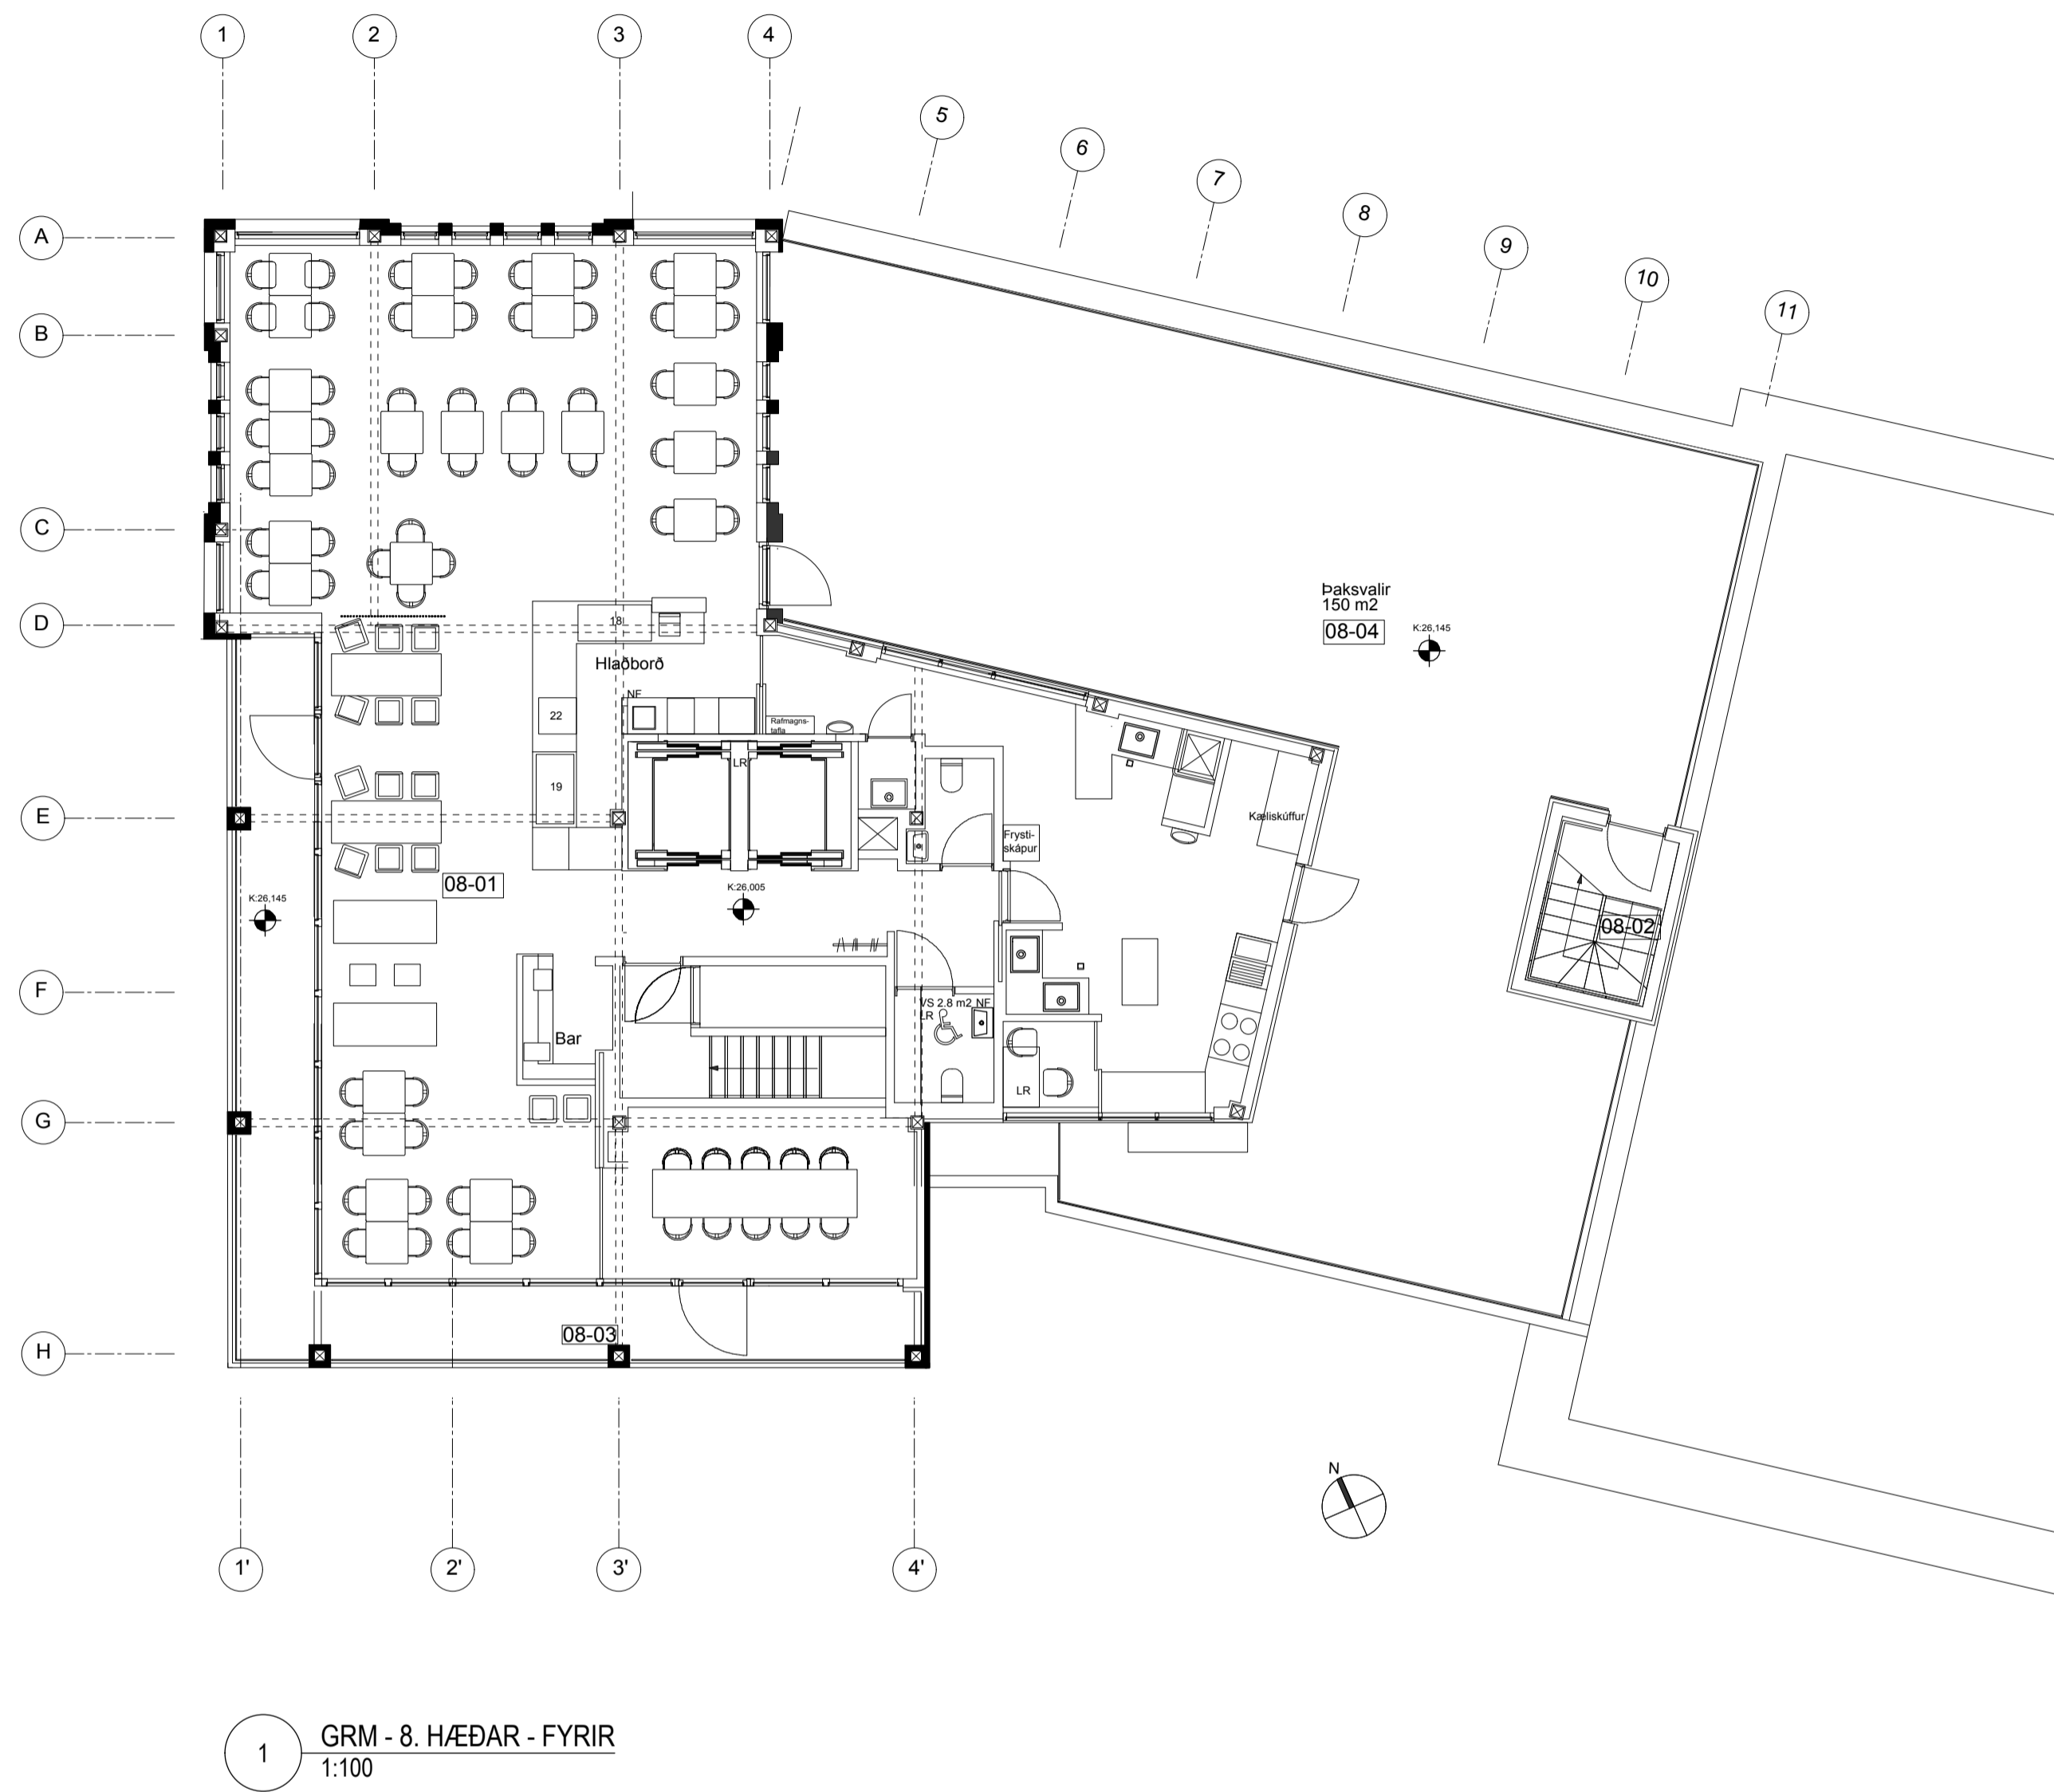 1
2
3
4
5
6
7
8
9
10
11
A
B
C
D
E
F
G
H
Þaksvalir
150 m2
08-04
K:26,145
18
Hlaðborð
NF
22
Rafmagns-
tafla
LR
19
Kæliskúffur
Frysti-
skápur
08-01
K:26,005
K:26,145
08-02
VS 2.8 m2 NF
LR
Bar
LR
08-03
N
1'
2'
3'
4'
1
GRM - 8. HÆÐAR - FYRIR
1:100